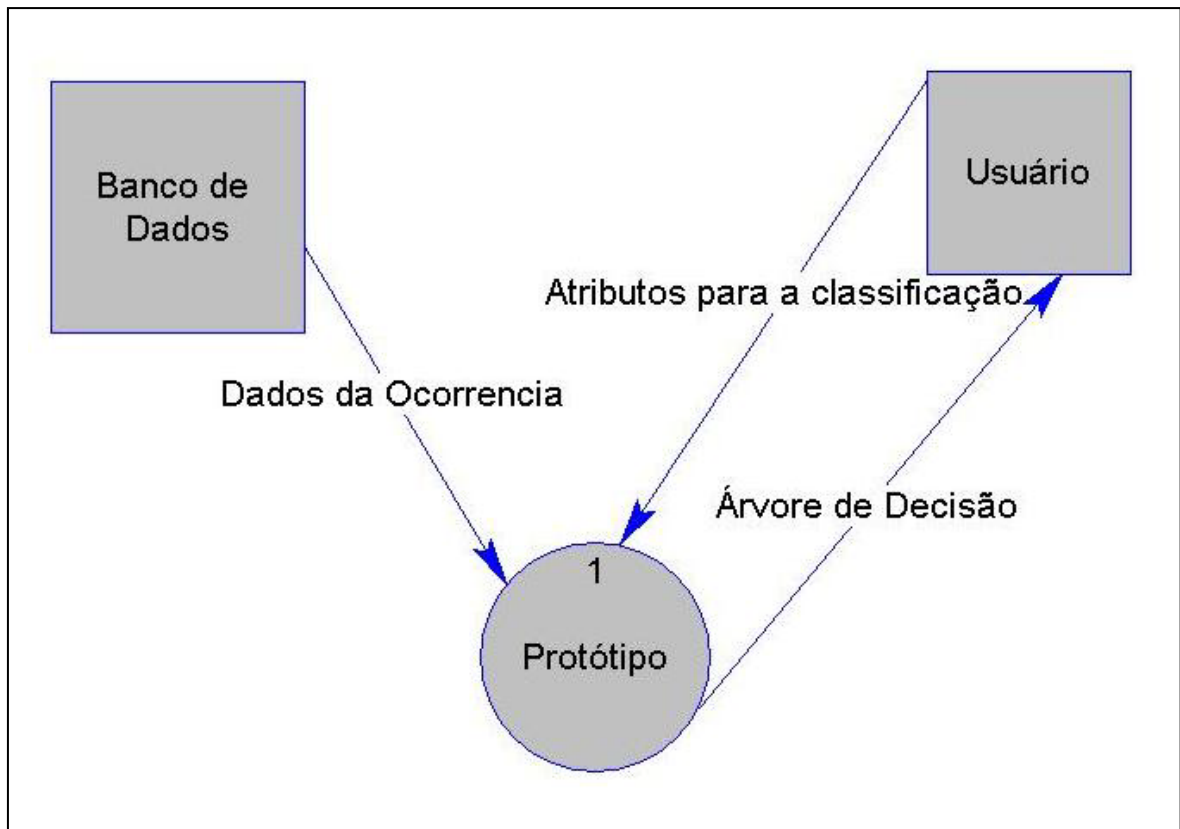 Banco de
Dados
Usuário
Atributos para a classificação
Dados da Ocorrencia
Árvore de Decisão
1
Protótipo